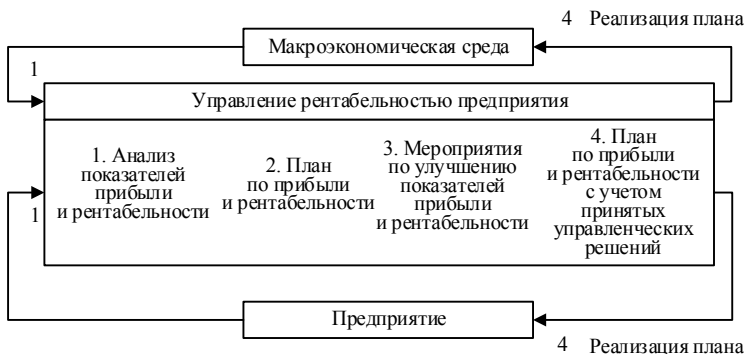 4 Реализация плана
Макроэкономическая среда
1
Управление рентабельностью предприятия
1. Анализ
показателей
прибыли
и рентабельности
2. План
по прибыли
и рентабельности
3. Мероприятия
по улучшению
показателей
прибыли
и рентабельности
4. План
по прибыли
и рентабельности
с учетом
принятых
управленческих
решений
1
Предприятие
4 Реализация плана